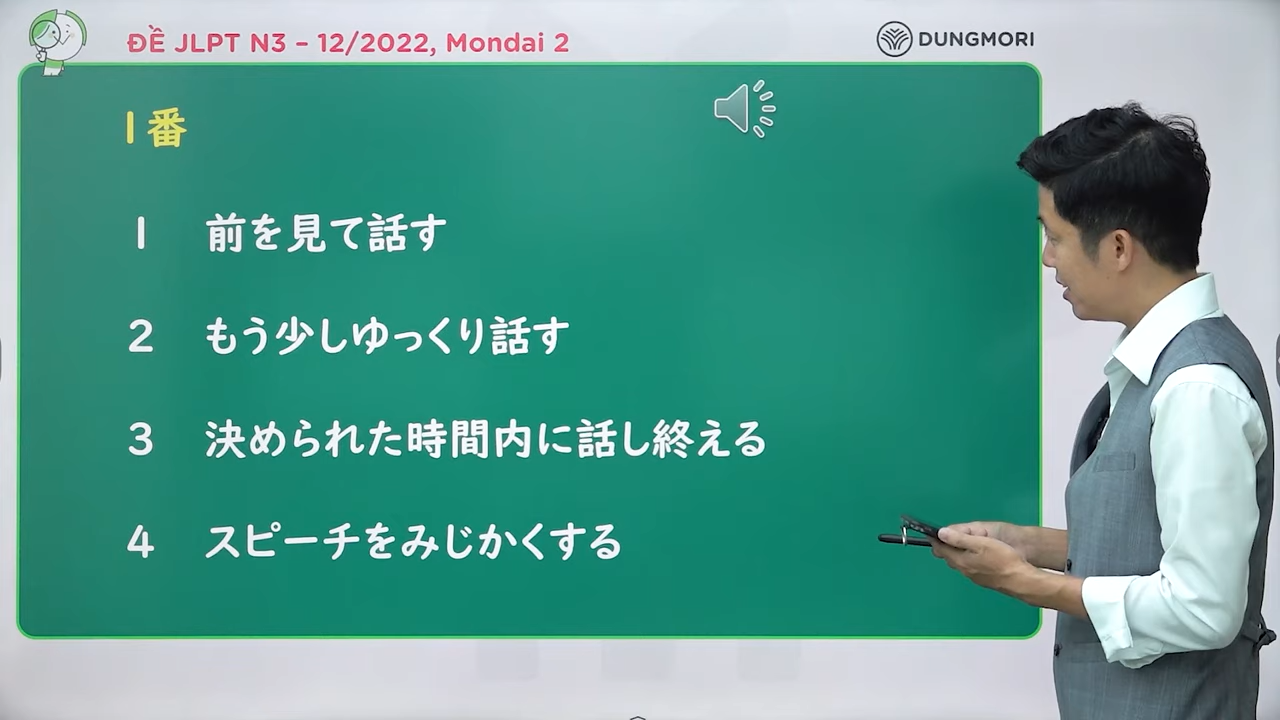 ĐỀ JLPT N3 – 12/2022, Mondai 2
DUNGMORI
1番
1 前を見て話す
2 もう少しゆっくり話す
3 決められた時間内に話し終える
4 スピーチをみじかくする